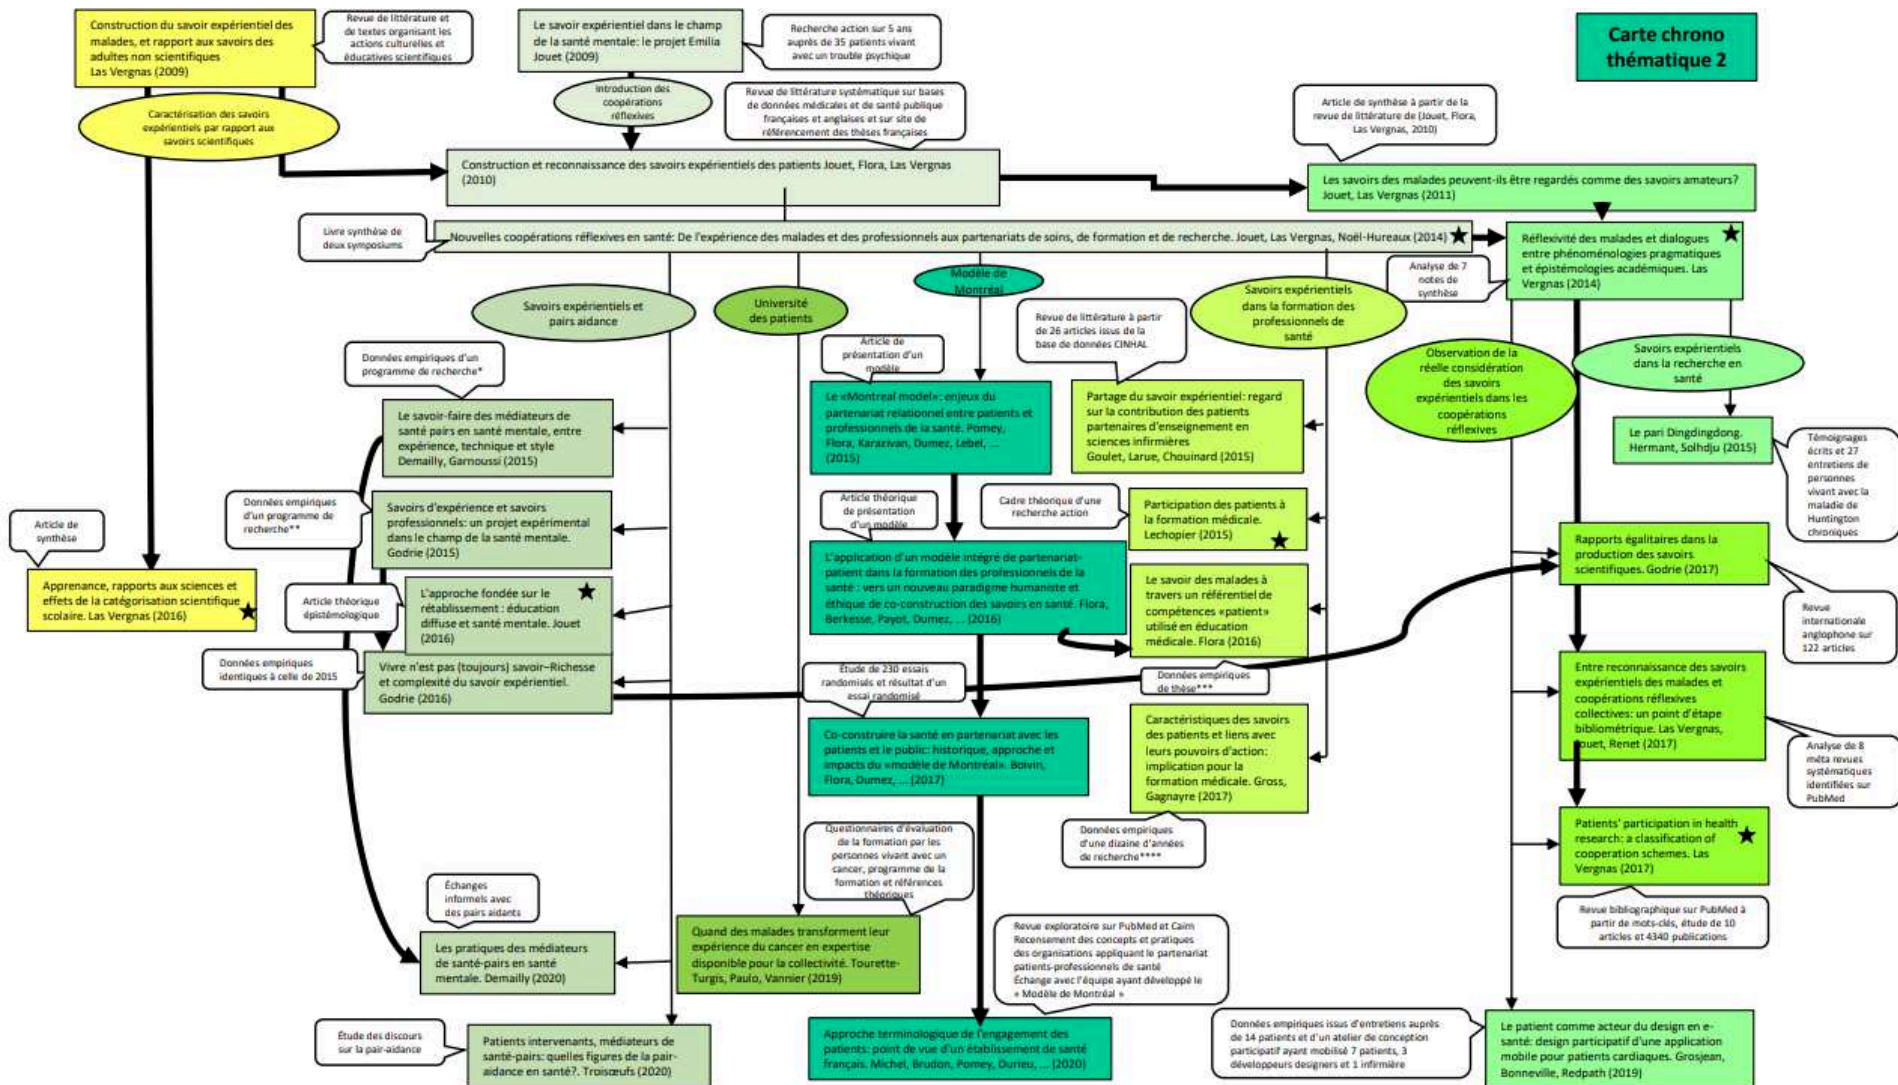 Construction du savoir expérientiel des
malades, et rapport aux savoirs des
adultes non scientifiques
Las Vergnas (2009)
Revue de littérature et
de textes organisant les
actions culturelles et
éducatives scientifiques
Le savoir expérientiel dans le champ
de la santé mentale: le projet Emilia
Jouet (2009)
Recherche action sur 5 ans
auprès de 35 patients vivant
avec un trouble psychique
Carte chrono
thématique 2
Caractérisation des savoirs
expérientiels par rapport aux
savoirs scientifiques
Introduction des
coopérations
réflexives
Revue de littérature systématique sur bases
de données médicales et de santé publique
françaises et anglaises et sur site de
référencement des thèses françaises
Article de synthèse à partir de la
revue de littérature de (Jouet, Flora,
Las Vergnas, 2010)
Construction et reconnaissance des savoirs expérientiels des patients Jouet, Flora, Las Vergnas
(2010)
Les savoirs des malades peuvent-ils être regardés comme des savoirs amateurs?
Jouet, Las Vergnas (2011)
Livre synthèse de
deux symposiums
Nouvelles coopérations réflexives en santé: De l'expérience des malades et des professionnels aux partenariats de soins, de formation et de recherche. Jouet, Las Vergnas, Noël-Hureaux (2014)
Réflexivité des malades et dialogues
entre phénoménologies pragmatiques
et épistémologies académiques. Las
Vergnas (2014)
Analyse de 7
notes de
synthèse
Savoirs expérientiels et
pairs aidance
Université
des patients
Modèle de
Montréal
Savoirs expérientiels
dans la formation des
professionnels de
santé
Observation de la
réelle considération
des savoirs
expérientiels dans les
coopérations
réflexives
Savoirs expérientiels
dans la recherche en
santé
Données empiriques d'un
programme de recherche*
Article de
présentation d'un
modèle
Revue de littérature à partir
de 26 articles issus de la
base de données CINHAL
Le savoir-faire des médiateurs de
santé pairs en santé mentale, entre
expérience, technique et style
Demailly, Garnoussi (2015)
Le «Montreal model»: enjeux du
partenariat relationnel entre patients et
professionnels de la santé. Pomey,
Flora, Karazivan, Dumez, Lebel, ...
(2015)
Partage du savoir expérientiel: regard
sur la contribution des patients
partenaires d'enseignement en
sciences infirmières
Goulet, Larue, Chouinard (2015)
Le pari Dingdingdong.
Hermant, Solhdju (2015)
Témoignages
écrits et 27
entretiens de
personnes
vivant avec la
maladie de
Huntington
chroniques
Données empiriques
d'un programme de
recherche**
Savoirs d'expérience et savoirs
professionnels: un projet expérimental
dans le champ de la santé mentale.
Godrie (2015)
Article théorique
de présentation
d'un modèle
Cadre théorique d'une
recherche action
Participation des patients à
la formation médicale.
Lechopier (2015)
Article de
synthèse
Apprenance, rapports aux sciences et
effets de la catégorisation scientifique
scolaire. Las Vergnas (2016)
Article théorique
épistémologique
L'approche fondée sur le
rétablissement : éducation
diffuse et santé mentale. Jouet
(2016)
L'application d'un modèle intégré de partenariat-
patient dans la formation des professionnels de la
santé : vers un nouveau paradigme humaniste et
éthique de co-construction des savoirs en santé. Flora,
Berkesse, Payot, Dumez, ... (2016)
Le savoir des malades à
travers un référentiel de
compétences «patient»
utilisé en éducation
médicale. Flora (2016)
Rapports égalitaires dans la
production des savoirs
scientifiques. Godrie (2017)
Revue
internationale
anglophone sur
122 articles
Données empiriques
identiques à celle de 2015
Vivre n'est pas (toujours) savoir–Richesse
et complexité du savoir expérientiel.
Godrie (2016)
Étude de 230 essais
randomisés et résultat d'un
essai randomisé
Données empiriques
de thèse***
Entre reconnaissance des savoirs
expérientiels des malades et
coopérations réflexives
collectives: un point d'étape
bibliométrique. Las Vergnas,
Jouet, Renet (2017)
Co-construire la santé en partenariat avec les
patients et le public: historique, approche et
impacts du «modèle de Montréal». Boivin,
Flora, Dumez, ... (2017)
Caractéristiques des savoirs
des patients et liens avec
leurs pouvoirs d'action:
implication pour la
formation médicale. Gross,
Gagnayre (2017)
Analyse de 8
méta revues
systématiques
identifiées sur
PubMed
Questionnaires d'évaluation
de la formation par les
personnes vivant avec un
cancer, programme de la
formation et références
théoriques
Données empiriques
d'une dizaine d'années
de recherche****
Patients' participation in health
research: a classification of
cooperation schemes. Las
Vergnas (2017)
Échanges
informels avec
des pairs aidants
Revue bibliographique sur PubMed à
partir de mots-clés, étude de 10
articles et 4340 publications
Les pratiques des médiateurs
de santé-pairs en santé
mentale. Demailly (2020)
Quand des malades transforment leur
expérience du cancer en expertise
disponible pour la collectivité. Tourette-
Turgis, Paulo, Vannier (2019)
Revue exploratoire sur PubMed et Cairn
Recensement des concepts et pratiques
des organisations appliquant le partenariat
patients-professionnels de santé
Échange avec l'équipe ayant développé le
« Modèle de Montréal »
Étude des discours
sur la pair-aidance
Patients intervenants, médiateurs de
santé-pairs: quelles figures de la pair-
aidance en santé?. Troisœufs (2020)
Approche terminologique de l'engagement des
patients: point de vue d'un établissement de santé
français. Michel, Brudon, Pomey, Durieu, ... (2020)
Données empiriques issus d'entretiens auprès
de 14 patients et d'un atelier de conception
participatif ayant mobilisé 7 patients, 3
développeurs designers et 1 infirmière
Le patient comme acteur du design en e-
santé: design participatif d'une application
mobile pour patients cardiaques. Grosjean,
Bonneville, Redpath (2019)